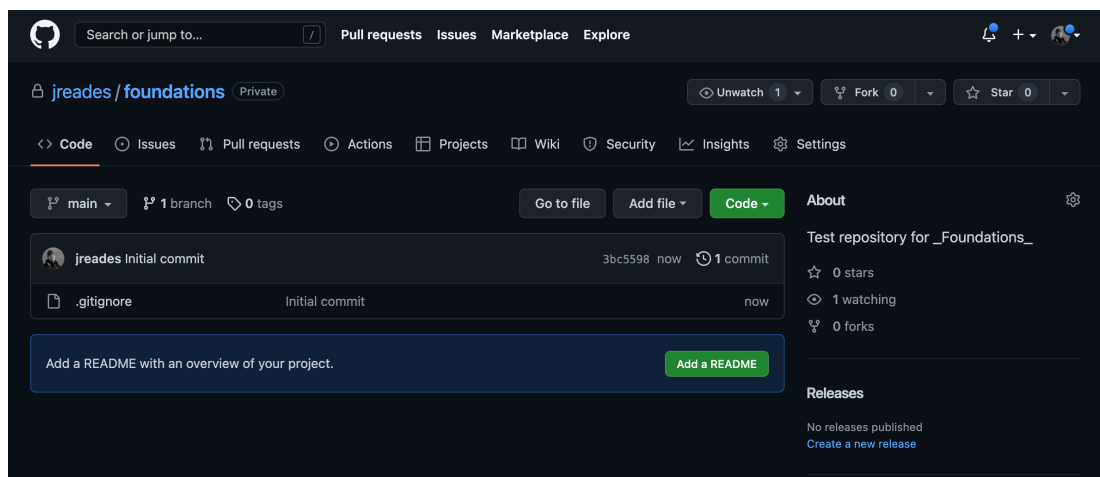 Search or jump to... /
Pull requests Issues Marketplace Explore
jreades / foundations Private
Unwatch 1 Fork 0 Star 0
Code Issues Pull requests Actions Projects Wiki Security Insights Settings
main 1 branch 0 tags Go to file Add file Code
jreades Initial commit 3bc5598 now 1 commit
.gitignore Initial commit now
Add a README with an overview of your project. Add a README
About
Test repository for _Foundations_
0 stars
1 watching
0 forks
Releases
No releases published
Create a new release